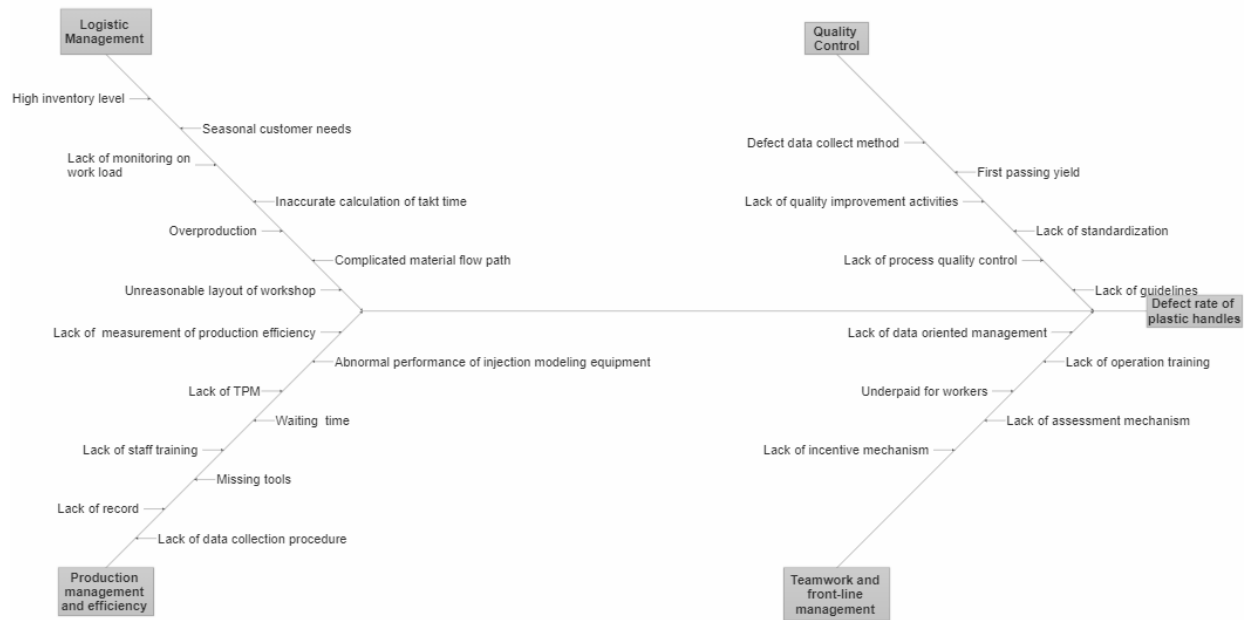 Logistic
Management
High inventory level
Seasonal customer needs
Lack of monitoring on
work load
Inaccurate calculation of takt time
Overproduction
Complicated material flow path
Unreasonable layout of workshop
Quality
Control
Defect data collect method
First passing yield
Lack of quality improvement activities
Lack of standardization
Lack of process quality control
Lack of guidelines
Defect rate of
plastic handles
Lack of measurement of production efficiency
Abnormal performance of injection modeling equipment
Lack of TPM
Waiting time
Lack of staff training
Missing tools
Lack of record
Lack of data collection procedure
Production
management
and efficiency
Lack of data oriented management
Lack of operation training
Underpaid for workers
Lack of assessment mechanism
Lack of incentive mechanism
Teamwork and
front-line
management